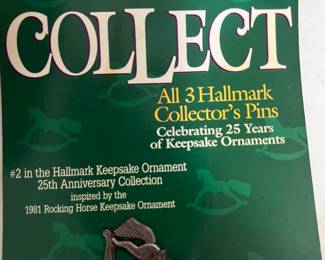 COLLECT
All 3 Hallmark
Collector's Pins
Celebrating 25 Years
of Keepsake Ornaments
#2 in the Hallmark Keepsake Ornament
25th Anniversary Collection
inspired by the
1981 Rocking Horse Keepsake Ornament